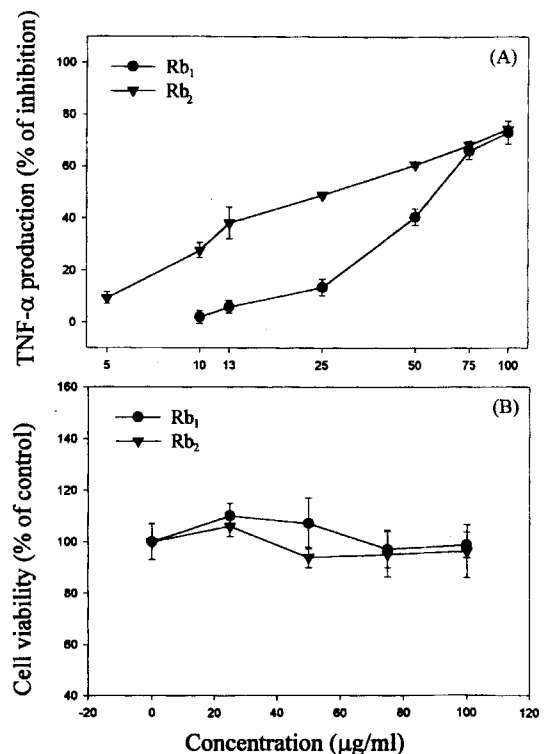 (A)
Rb1
Rb2
TNF-α production (% of inhibition)
100
80
60
40
20
0
5 10 13 25 50 75 100
(B)
Rb1
Rb2
Cell viability (% of control)
160
140
120
100
80
60
40
-20 0 20 40 60 80 100
Concentration (μg/ml)